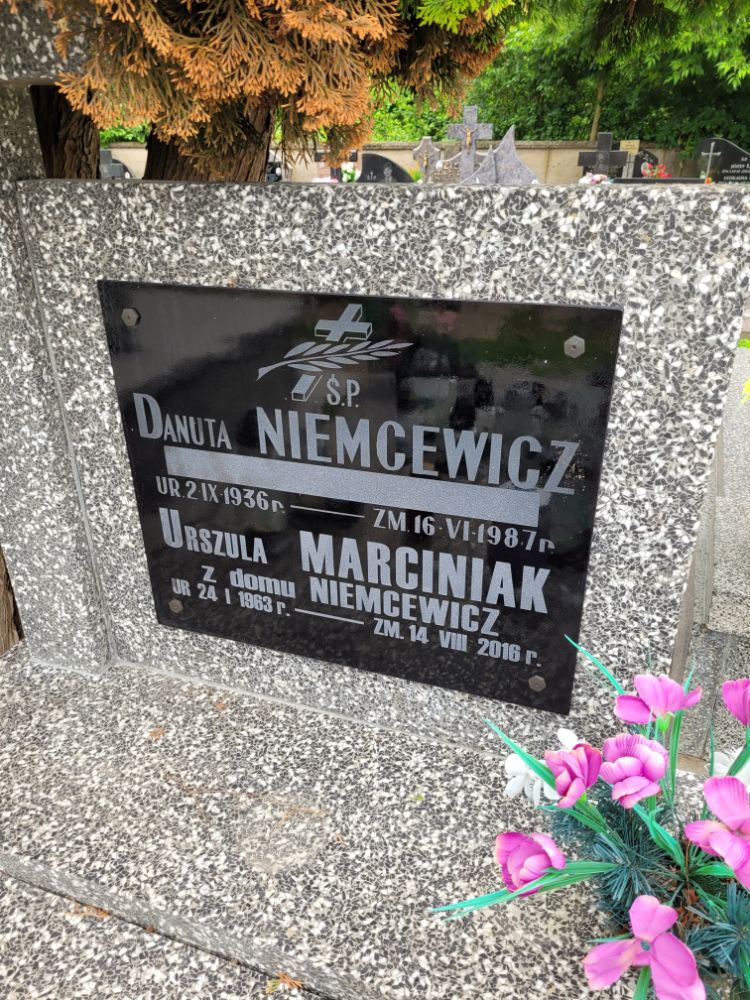 Ś.P.
DANUTA NIEMCEWICZ
UR. 2·IX·1936 r. — ZM. 16·VI·1987 r.
URSZULA MARCINIAK
Z domu NIEMCEWICZ
UR 24 I 1963 r. — ZM. 14 VIII 2016 r.